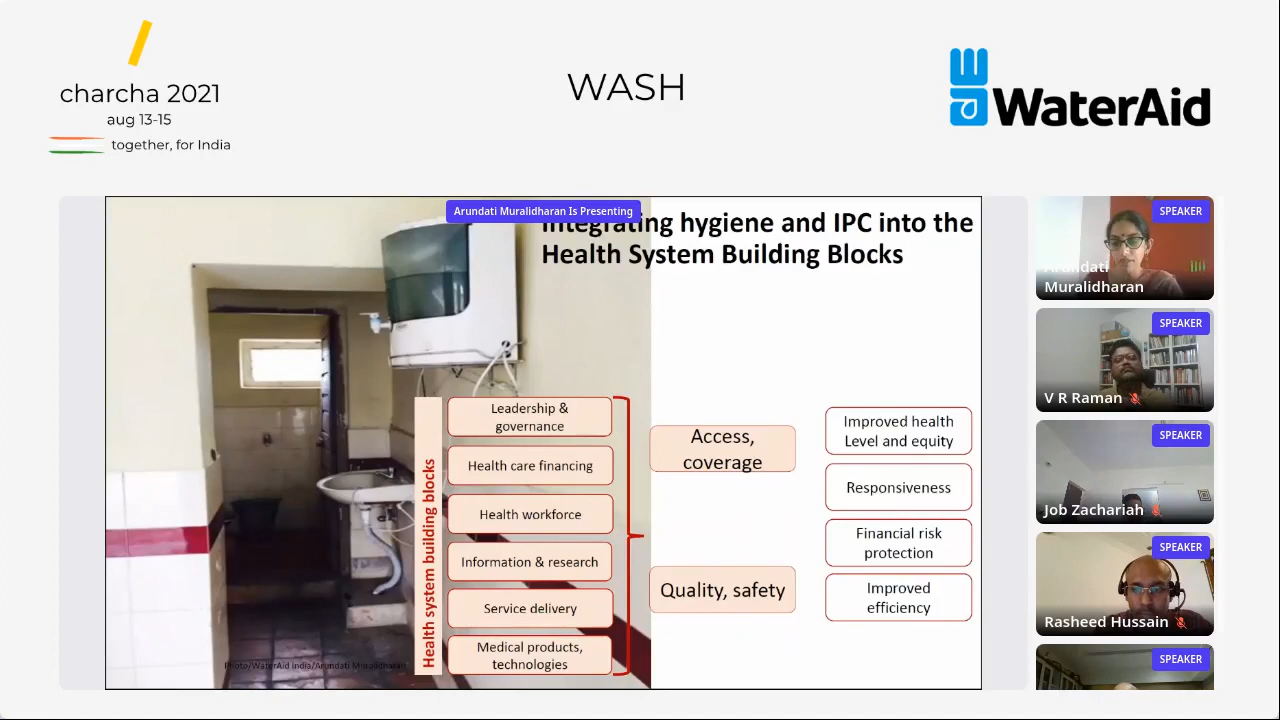 charcha 2021
aug 13-15
together, for India
WASH
WaterAid
Arundati Muralidharan Is Presenting
Integrating hygiene and IPC into the
Health System Building Blocks
Health system building blocks
Leadership &
governance
Health care financing
Health workforce
Information & research
Service delivery
Medical products,
technologies
Access,
coverage
Quality, safety
Improved health
Level and equity
Responsiveness
Financial risk
protection
Improved
efficiency
Photo/WaterAid India/Arundati Muralidharan
SPEAKER
Arundati
Muralidharan
SPEAKER
V R Raman
SPEAKER
Job Zachariah
SPEAKER
Rasheed Hussain
SPEAKER